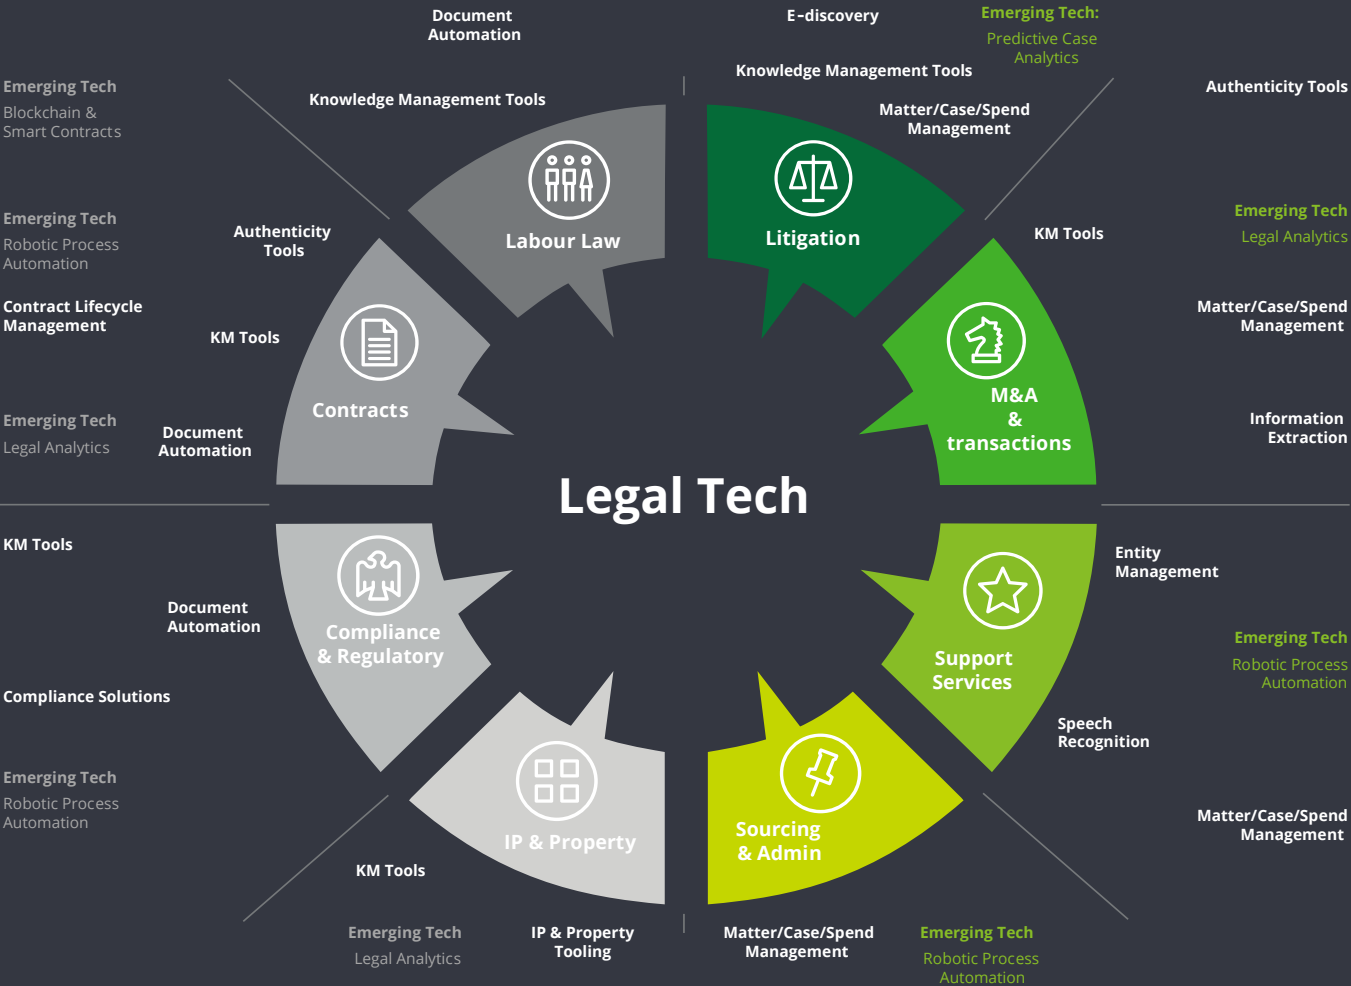 Legal Tech
Document
Automation
Knowledge Management Tools
Labour Law
E-discovery
Emerging Tech:
Predictive Case
Analytics
Knowledge Management Tools
Matter/Case/Spend
Management
Litigation
Authenticity Tools
KM Tools
Emerging Tech
Legal Analytics
Matter/Case/Spend
Management
Information
Extraction
M&A
&
transactions
Entity
Management
Emerging Tech
Robotic Process
Automation
Speech
Recognition
Matter/Case/Spend
Management
Support
Services
Sourcing
& Admin
Matter/Case/Spend
Management
Emerging Tech
Robotic Process
Automation
IP & Property
KM Tools
Emerging Tech
Legal Analytics
IP & Property
Tooling
Compliance
& Regulatory
KM Tools
Document
Automation
Compliance Solutions
Emerging Tech
Robotic Process
Automation
Contracts
Emerging Tech
Blockchain &
Smart Contracts
Emerging Tech
Robotic Process
Automation
Authenticity
Tools
Contract Lifecycle
Management
KM Tools
Emerging Tech
Legal Analytics
Document
Automation